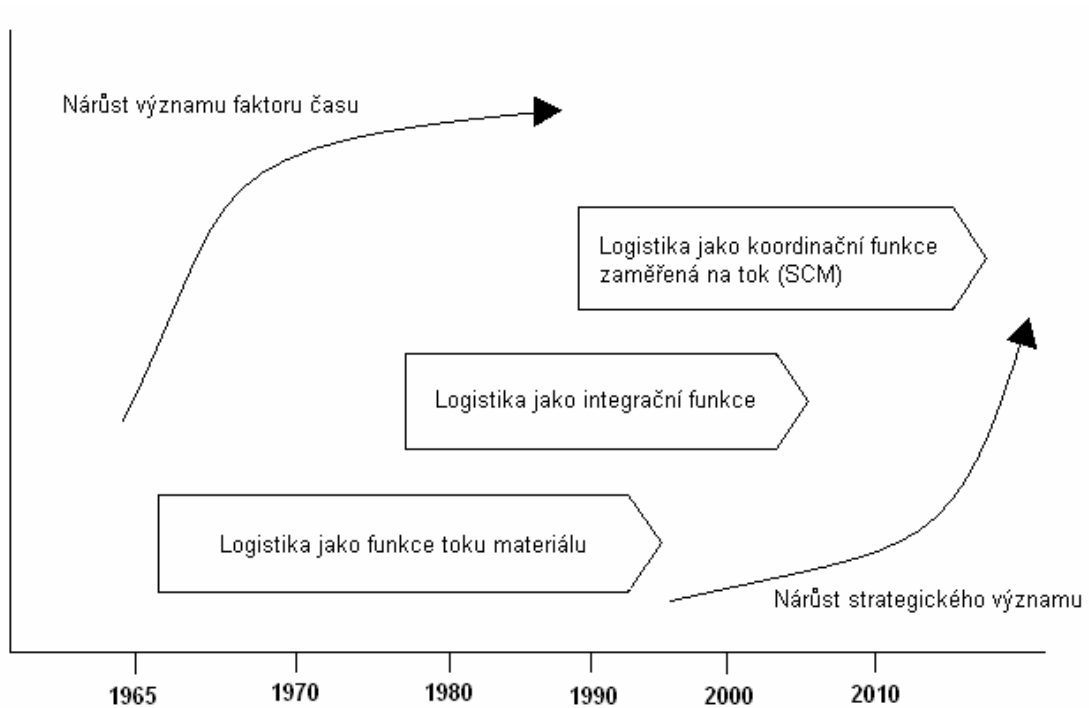 Nárůst významu faktoru času
Logistika jako koordinační funkce
zaměřená na tok (SCM)
Logistika jako integrační funkce
Logistika jako funkce toku materiálu
Nárůst strategického významu
1965 1970 1980 1990 2000 2010